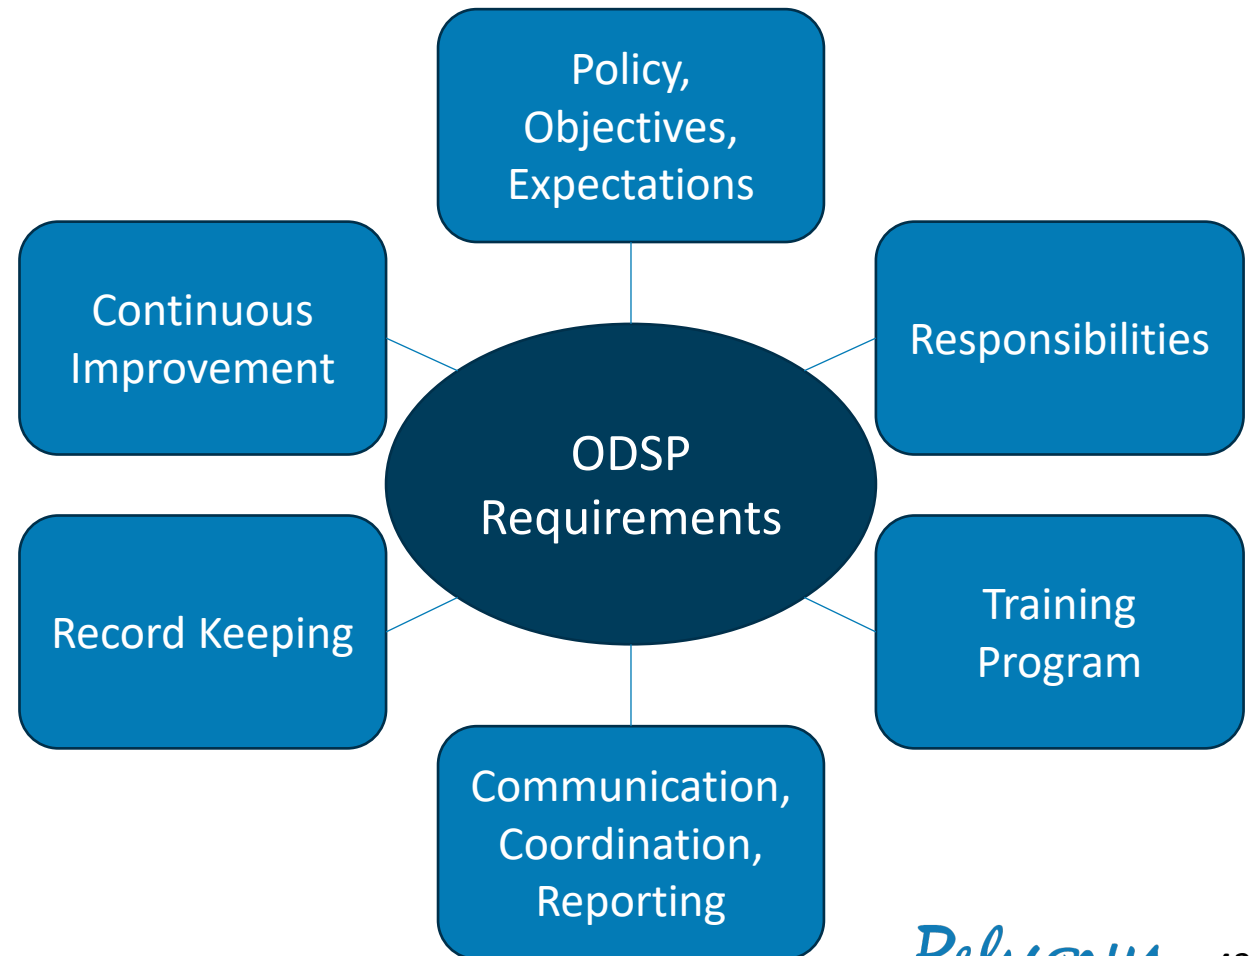 Policy,
Objectives,
Expectations
Continuous
Improvement
Responsibilities
ODSP
Requirements
Record Keeping
Training
Program
Communication,
Coordination,
Reporting